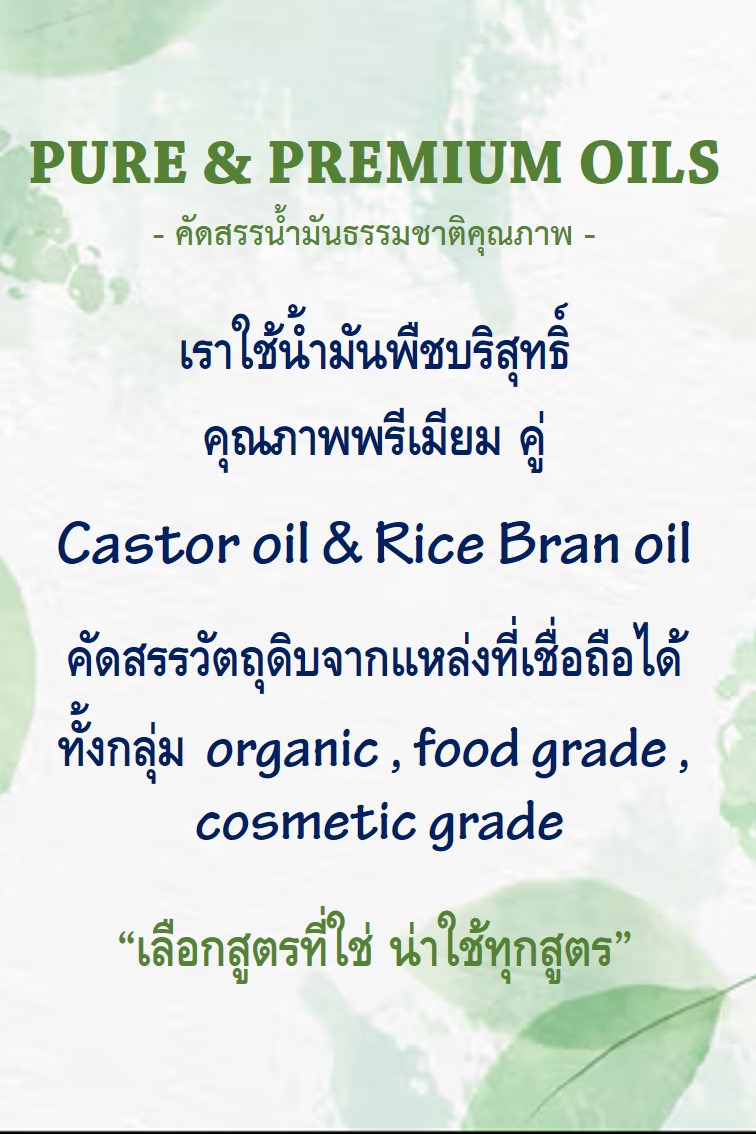 PURE & PREMIUM OILS
- คัดสรรน้ำมันธรรมชาติคุณภาพ -
เราใช้น้ำมันพืชบริสุทธิ์
คุณภาพพรีเมียม คู่
Castor oil & Rice Bran oil
คัดสรรวัตถุดิบจากแหล่งที่เชื่อถือได้
ทั้งกลุ่ม organic , food grade ,
cosmetic grade
“เลือกสูตรที่ใช่ น่าใช้ทุกสูตร”